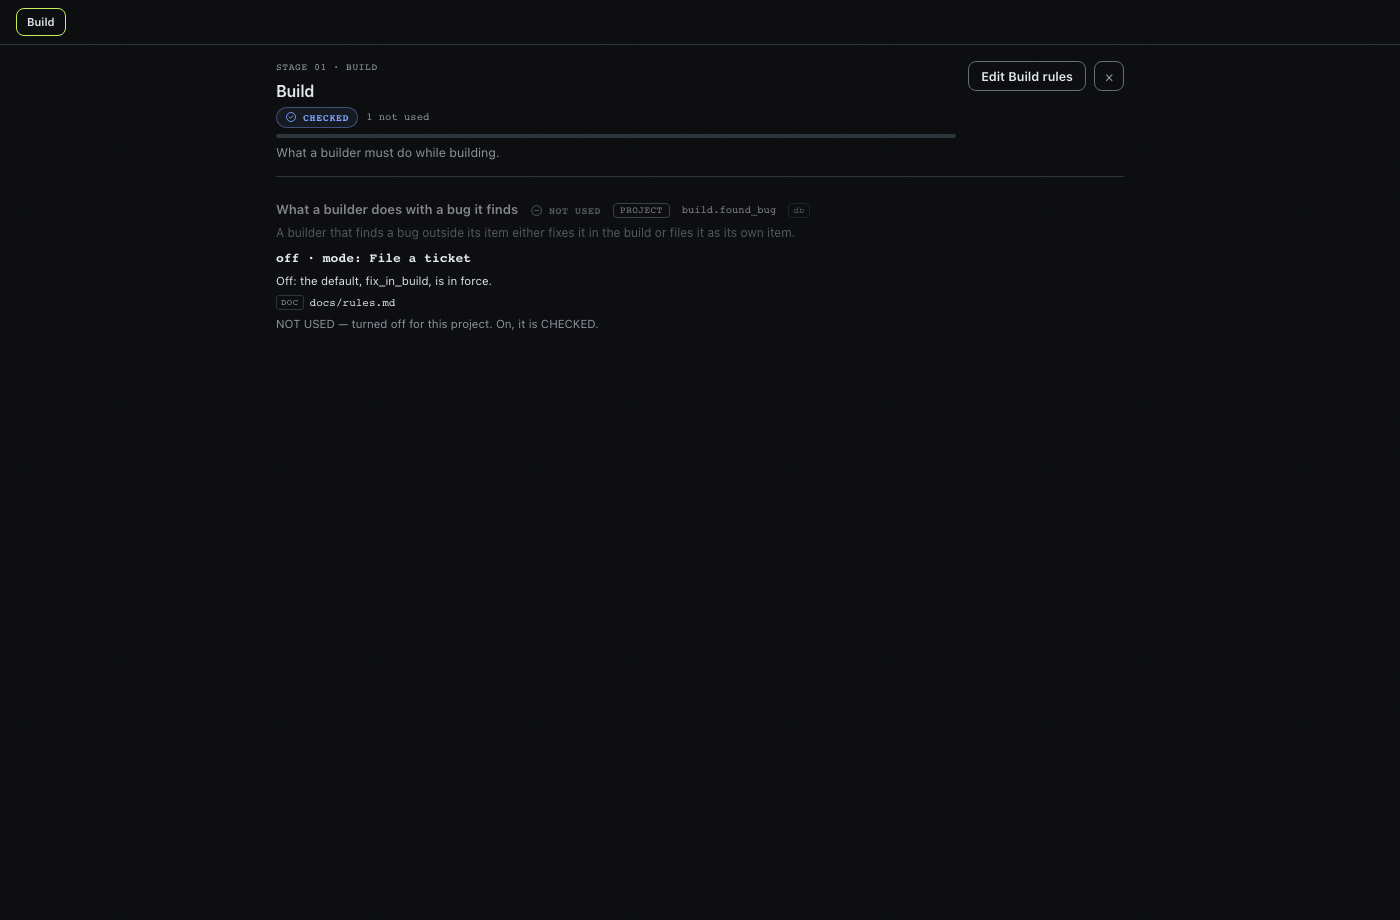 Build
STAGE 01 · BUILD
Build
Edit Build rules ×
CHECKED 1 not used
What a builder must do while building.
What a builder does with a bug it finds NOT USED PROJECT build.found_bug db
A builder that finds a bug outside its item either fixes it in the build or files it as its own item.
off · mode: File a ticket
Off: the default, fix_in_build, is in force.
DOC docs/rules.md
NOT USED — turned off for this project. On, it is CHECKED.